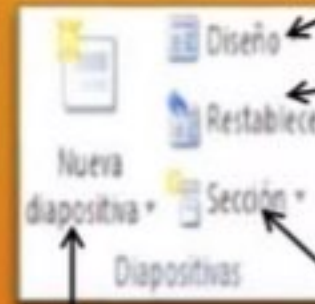 Diseño
Restablece
Nueva
diapositiva
Sección
Diapositivas